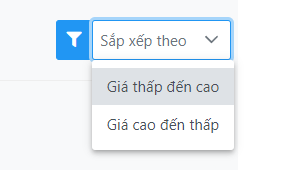 Sắp xếp theo
Giá thấp đến cao
Giá cao đến thấp